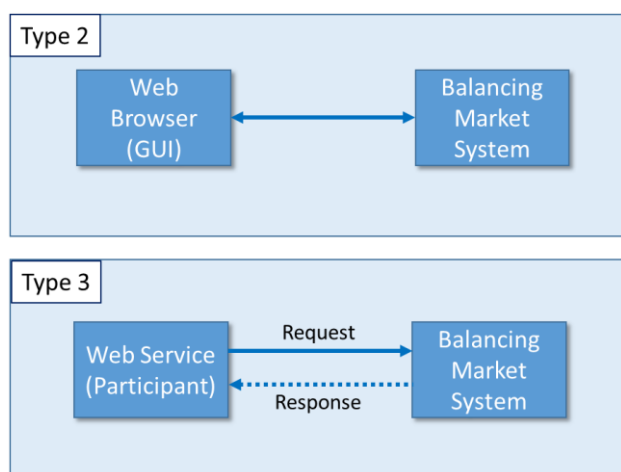 Type 2
Web
Browser
(GUI)
Balancing
Market
System
Type 3
Web Service
(Participant)
Request
Response
Balancing
Market
System